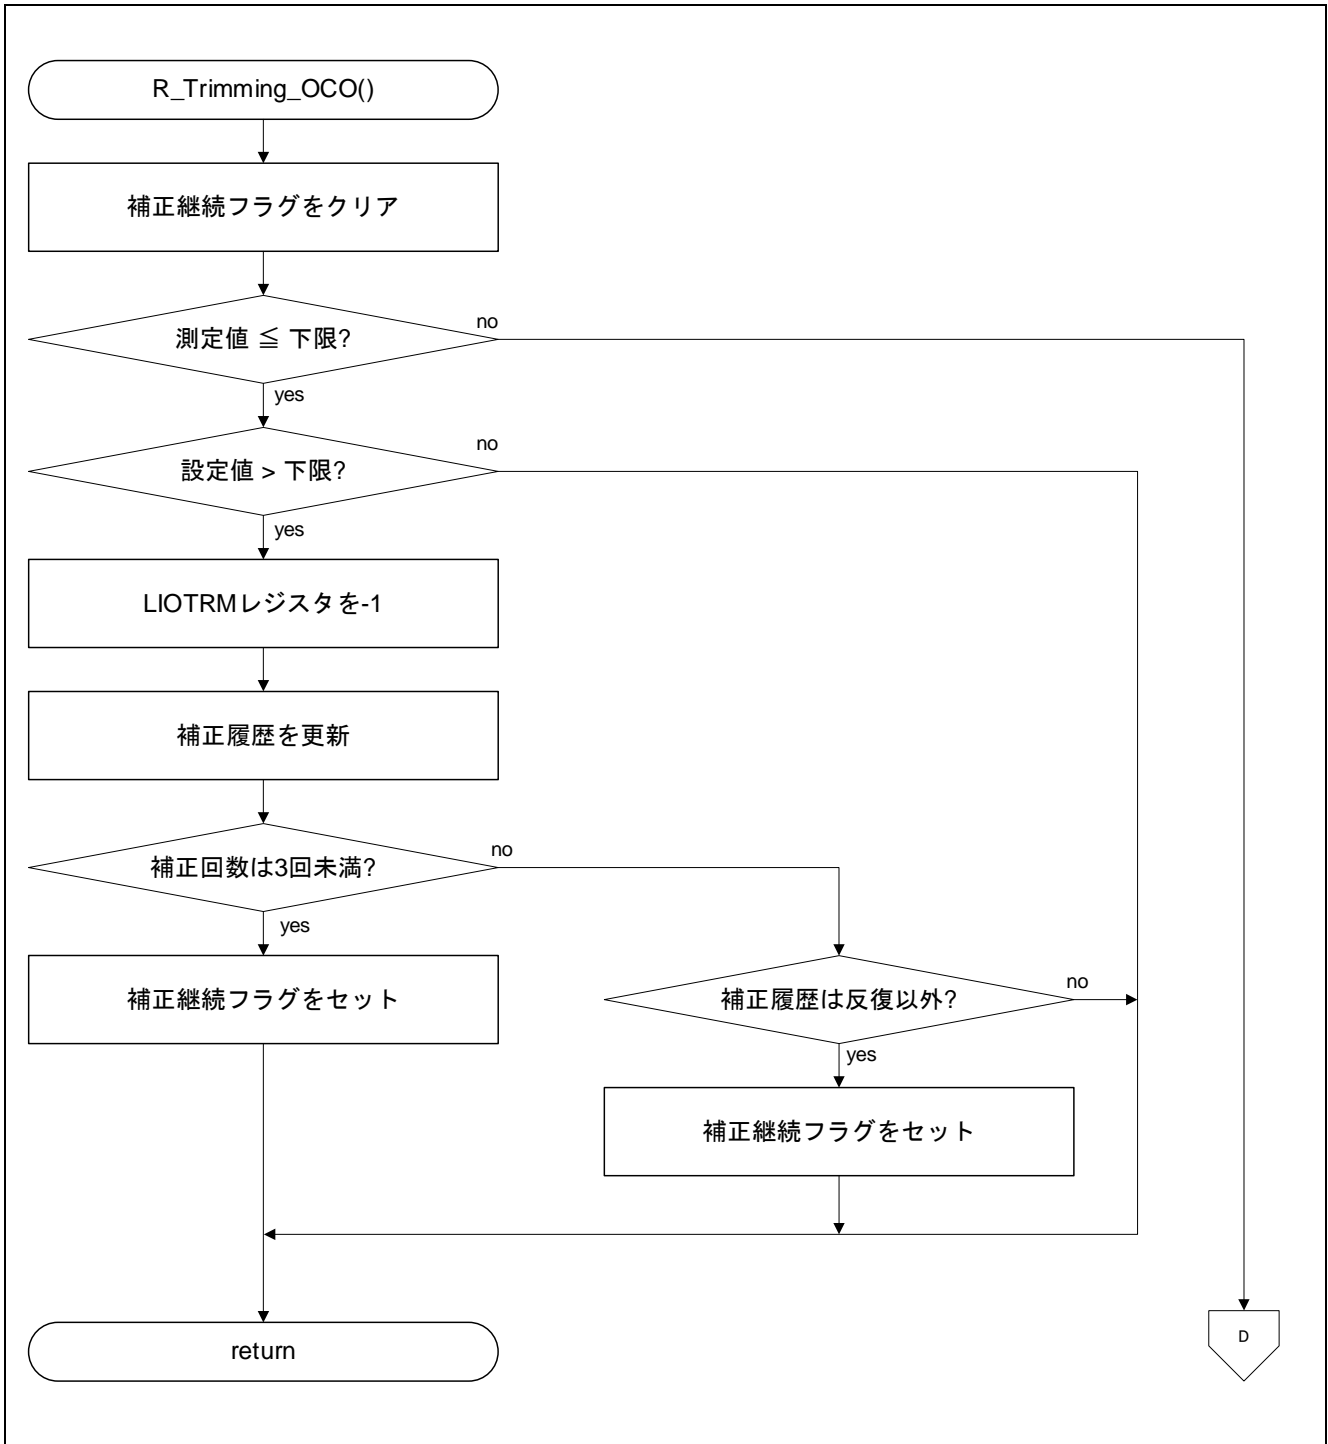 R_Trimming_OCO()
補正継続フラグをクリア
測定値 ≦ 下限?
no
yes
設定値 > 下限?
no
yes
LIOTRMレジスタを-1
補正履歴を更新
補正回数は3回未満?
no
yes
補正継続フラグをセット
補正履歴は反復以外?
no
yes
補正継続フラグをセット
return
D